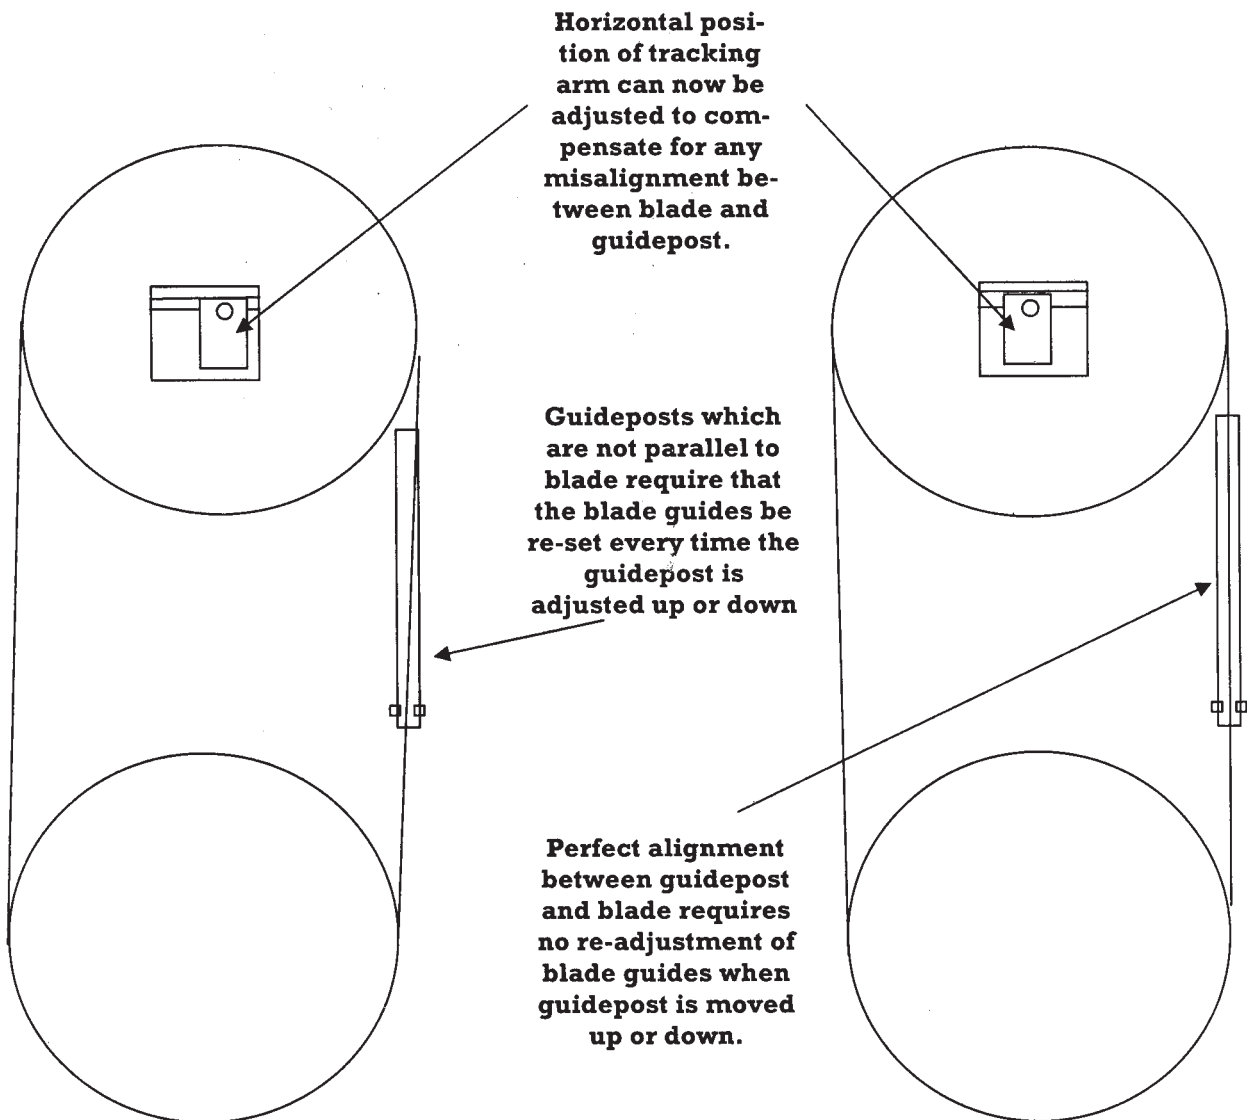 Horizontal posi-
tion of tracking
arm can now be
adjusted to com-
pensate for any
misalignment be-
tween blade and
guidepost.
Guideposts which
are not parallel to
blade require that
the blade guides be
re-set every time the
guidepost is
adjusted up or down
Perfect alignment
between guidepost
and blade requires
no re-adjustment of
blade guides when
guidepost is moved
up or down.